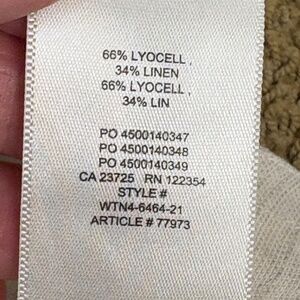 66% LYOCELL ,
34% LINEN
66% LYOCELL ,
34% LIN
PO 4500140347
PO 4500140348
PO 4500140349
CA 23725 RN 122354
STYLE #
WTN4-6464-21
ARTICLE # 77973